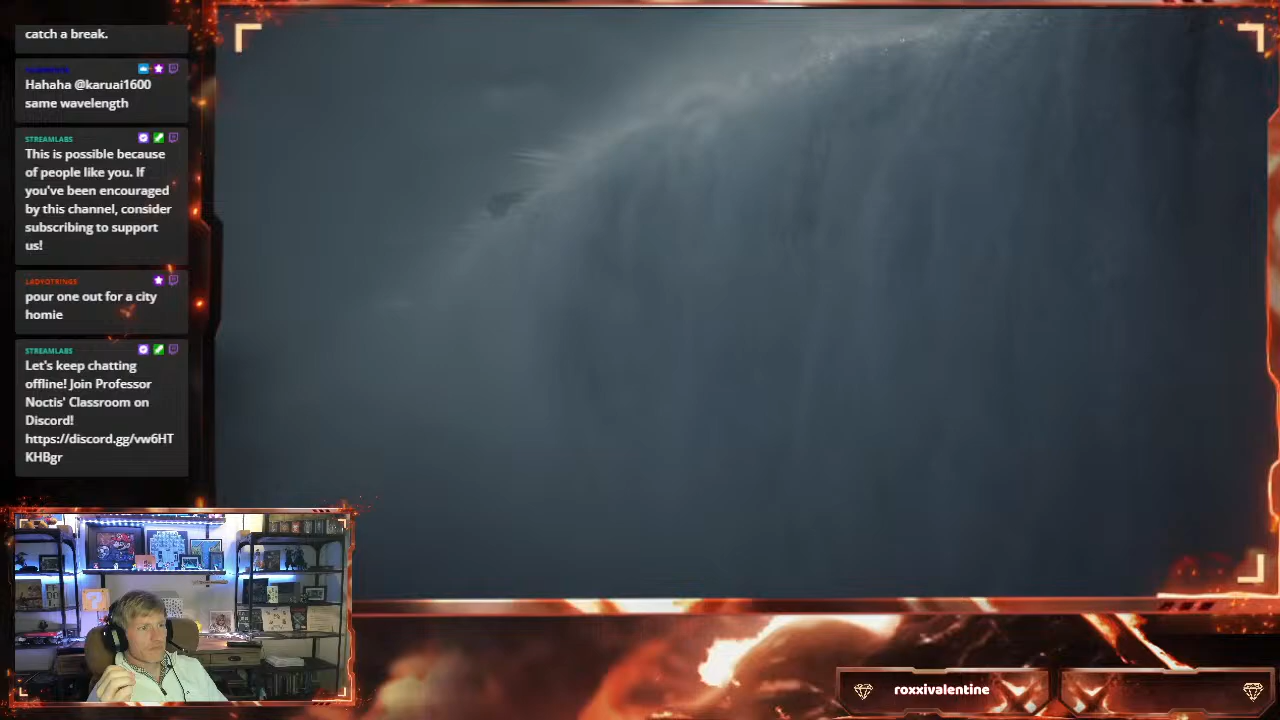 catch a break.
Hahaha @karuai1600
same wavelength
STREAMLABS
This is possible because
of people like you. If
you've been encouraged
by this channel, consider
subscribing to support
us!
LADYOTRINGS
pour one out for a city
homie
STREAMLABS
Let's keep chatting
offline! Join Professor
Noctis' Classroom on
Discord!
https://discord.gg/vw6HT
KHBgr
roxxivalentine